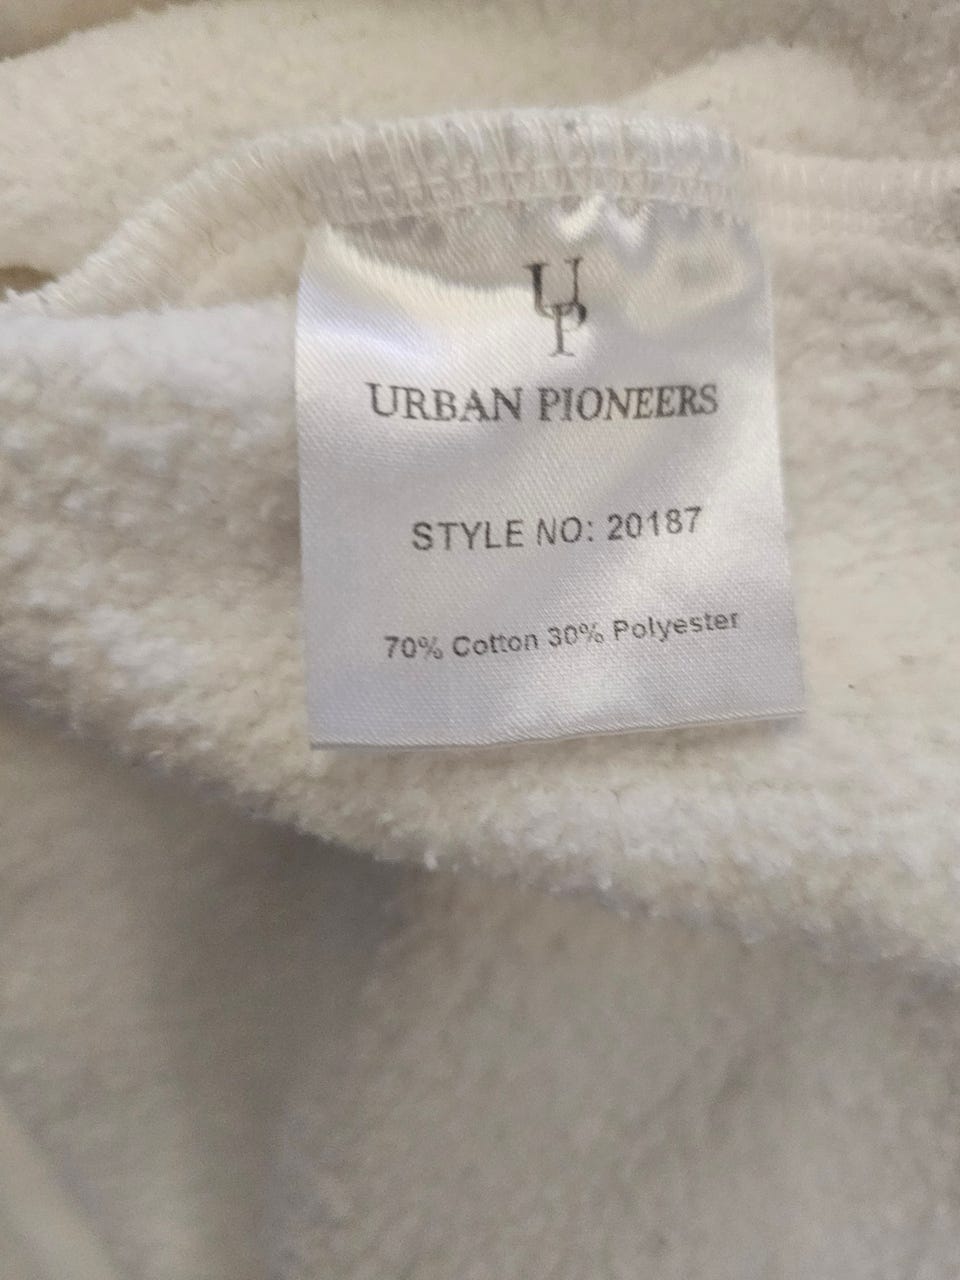 UP
URBAN PIONEERS
STYLE NO: 20187
70% Cotton 30% Polyester